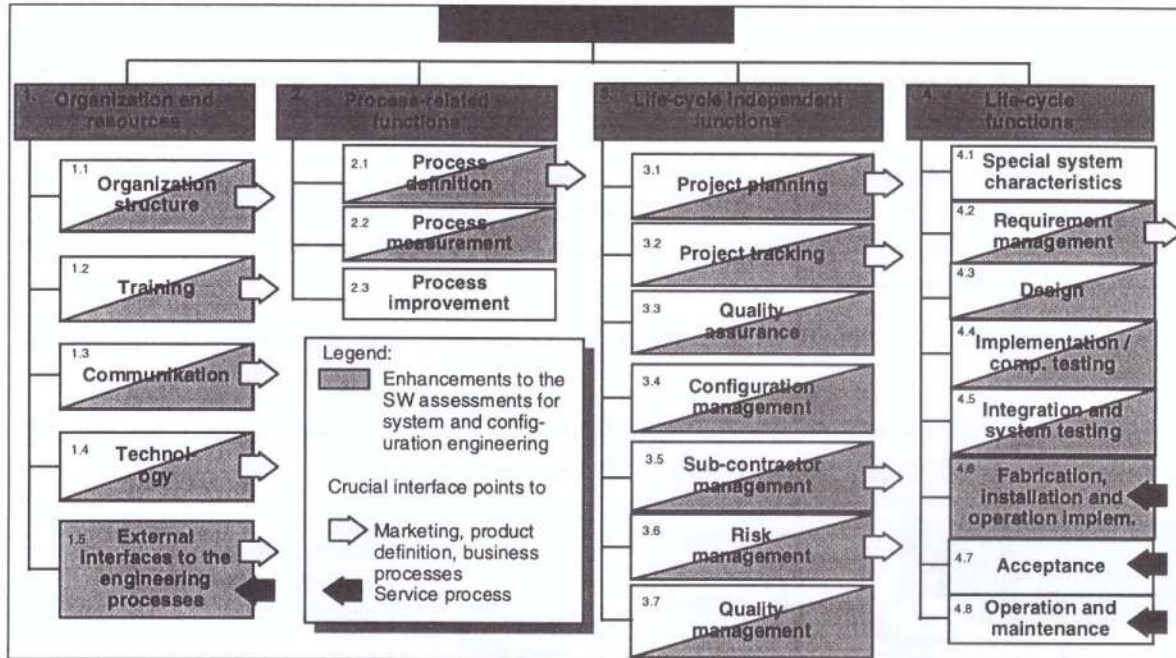 1.
Organization and
resources
1.1
Organization
structure
1.2
Training
1.3
Communikation
1.4
Technol-
ogy
1.5
External
interfaces to the
engineering
processes
2.
Process-related
functions
2.1
Process
definition
2.2
Process
measurement
2.3
Process
improvement
Legend:
Enhancements to the
SW assessments for
system and config-
uration engineering
Crucial interface points to
Marketing, product
definition, business
processes
Service process
3.
Life-cycle independent
functions
3.1
Project planning
3.2
Project tracking
3.3
Quality
assurance
3.4
Configuration
management
3.5
Sub-contractor
management
3.6
Risk
management
3.7
Quality
management
4.
Life-cycle
functions
4.1
Special system
characteristics
4.2
Requirement
management
4.3
Design
4.4
Implementation /
comp. testing
4.5
Integration and
system testing
4.6
Fabrication,
installation and
operation implem.
4.7
Acceptance
4.8
Operation and
maintenance